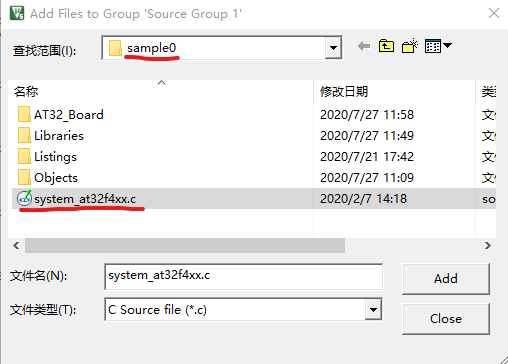 Add Files to Group 'Source Group 1'
查找范围(I): sample0
名称 修改日期 类
AT32_Board 2020/7/27 11:58 文
Libraries 2020/7/27 11:49 文
Listings 2020/7/21 17:42 文
Objects 2020/7/27 11:09 文
system_at32f4xx.c 2020/2/7 14:18 so
文件名(N): system_at32f4xx.c Add
文件类型(T): C Source file (*.c) Close